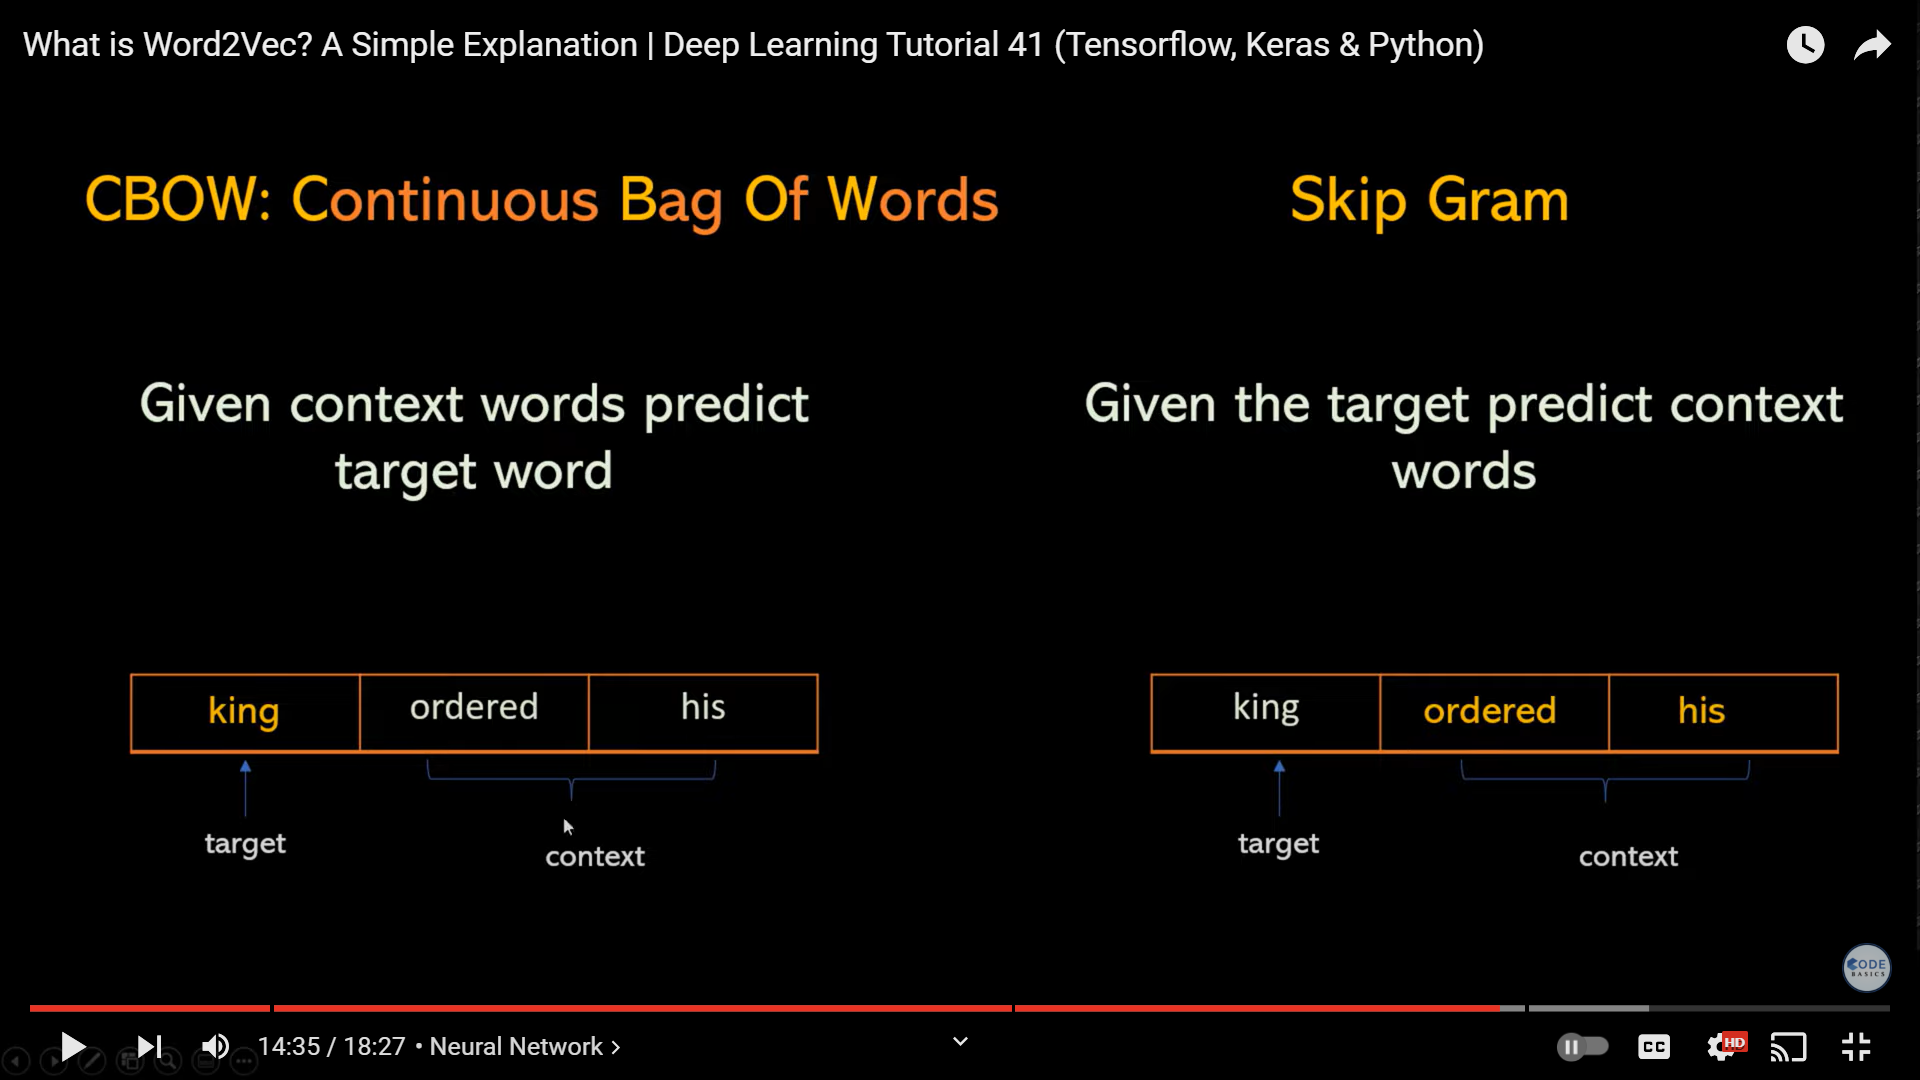 What is Word2Vec? A Simple Explanation | Deep Learning Tutorial 41 (Tensorflow, Keras & Python)
CBOW: Continuous Bag Of Words
Skip Gram
Given context words predict
target word
Given the target predict context
words
king ordered his
target
context
king ordered his
target
context
CODE
BASICS
14:35 / 18:27 • Neural Network >
CC
HD